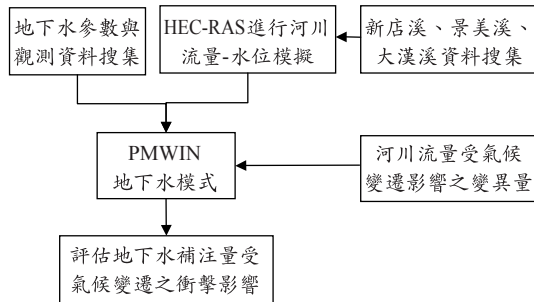 地下水參數與
觀測資料搜集
HEC-RAS進行河川
流量-水位模擬
新店溪、景美溪、
大漢溪資料搜集
PMWIN
地下水模式
河川流量受氣候
變遷影響之變異量
評估地下水補注量受
氣候變遷之衝擊影響